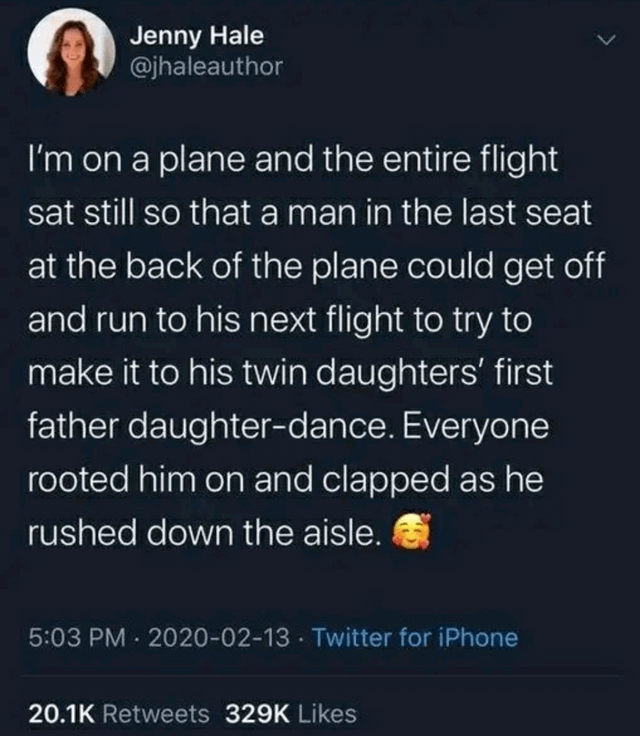 Jenny Hale
@jhaleauthor
I'm on a plane and the entire flight
sat still so that a man in the last seat
at the back of the plane could get off
and run to his next flight to try to
make it to his twin daughters' first
father daughter-dance. Everyone
rooted him on and clapped as he
rushed down the aisle. 🥰
5:03 PM · 2020-02-13 · Twitter for iPhone
20.1K Retweets 329K Likes